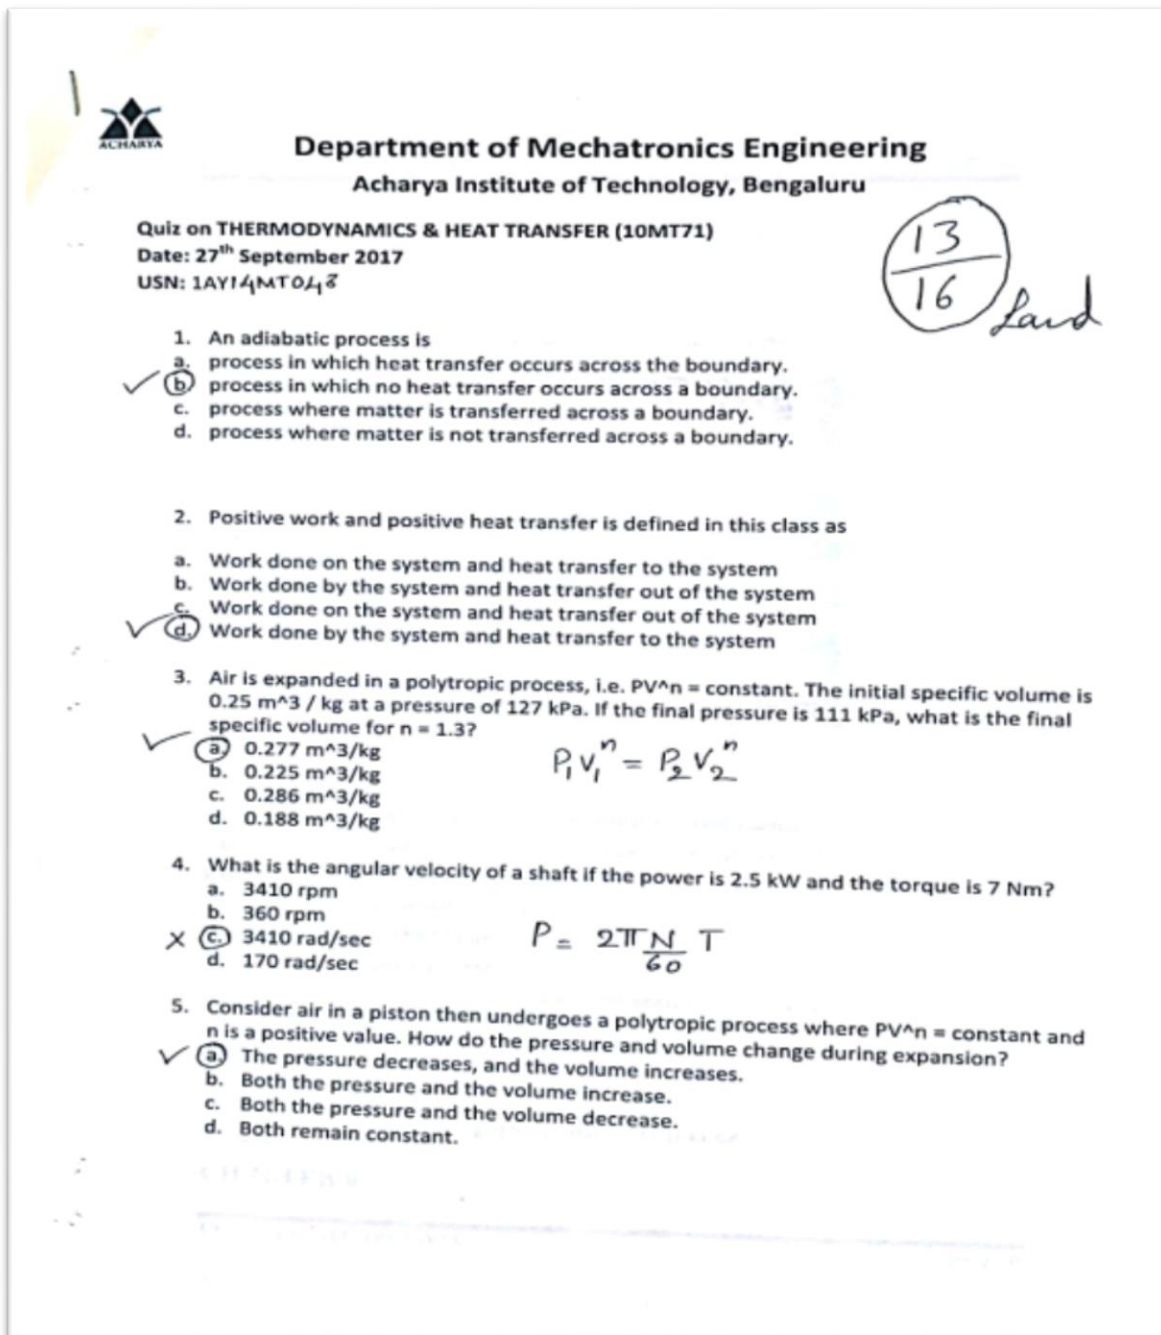 ACHARYA
Department of Mechatronics Engineering
Acharya Institute of Technology, Bengaluru
Quiz on THERMODYNAMICS & HEAT TRANSFER (10MT71)
Date: 27th September 2017
USN: 1AY14MT048
13
16
1. An adiabatic process is
a. process in which heat transfer occurs across the boundary.
b. process in which no heat transfer occurs across a boundary.
c. process where matter is transferred across a boundary.
d. process where matter is not transferred across a boundary.
2. Positive work and positive heat transfer is defined in this class as
a. Work done on the system and heat transfer to the system
b. Work done by the system and heat transfer out of the system
c. Work done on the system and heat transfer out of the system
d. Work done by the system and heat transfer to the system
3. Air is expanded in a polytropic process, i.e. PV^n = constant. The initial specific volume is
0.25 m^3 / kg at a pressure of 127 kPa. If the final pressure is 111 kPa, what is the final
specific volume for n = 1.3?
a. 0.277 m^3/kg
b. 0.225 m^3/kg
P₁V₁ⁿ = P₂V₂ⁿ
c. 0.286 m^3/kg
d. 0.188 m^3/kg
4. What is the angular velocity of a shaft if the power is 2.5 kW and the torque is 7 Nm?
a. 3410 rpm
b. 360 rpm
X c. 3410 rad/sec
P = 2πN/60 T
d. 170 rad/sec
5. Consider air in a piston then undergoes a polytropic process where PV^n = constant and
n is a positive value. How do the pressure and volume change during expansion?
a. The pressure decreases, and the volume increases.
b. Both the pressure and the volume increase.
c. Both the pressure and the volume decrease.
d. Both remain constant.